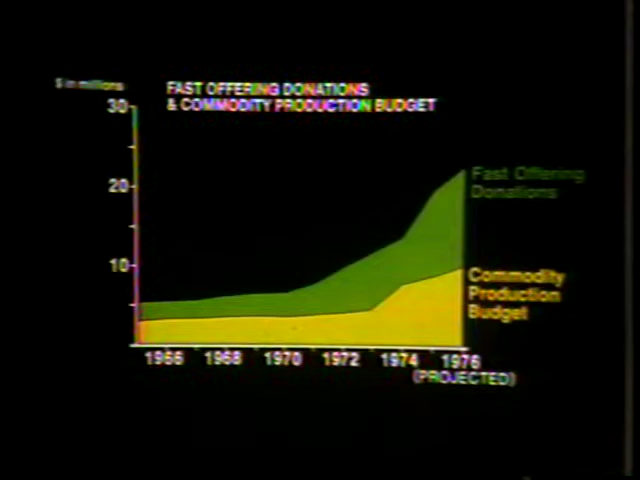 $ in millions
FAST OFFERING DONATIONS
& COMMODITY PRODUCTION BUDGET
30
20
10
Fast Offering
Donations
Commodity
Production
Budget
1966 1968 1970 1972 1974 1976
(PROJECTED)